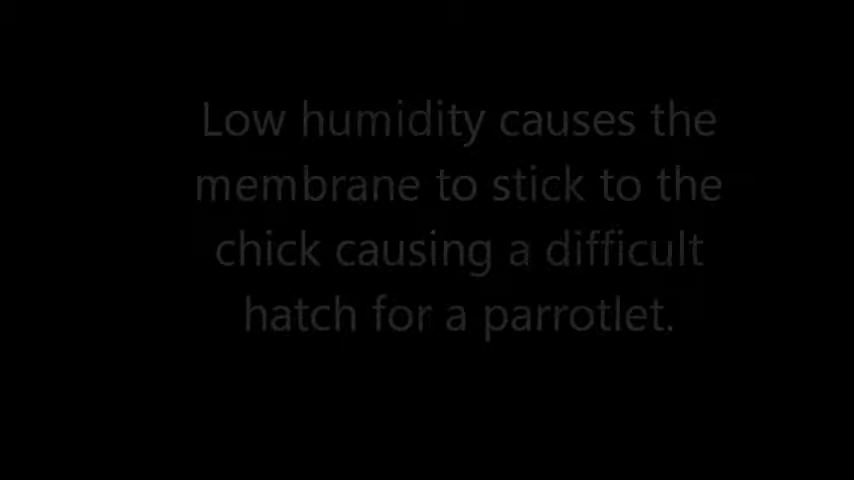 Low humidity causes the
membrane to stick to the
chick causing a difficult
hatch for a parrotlet.